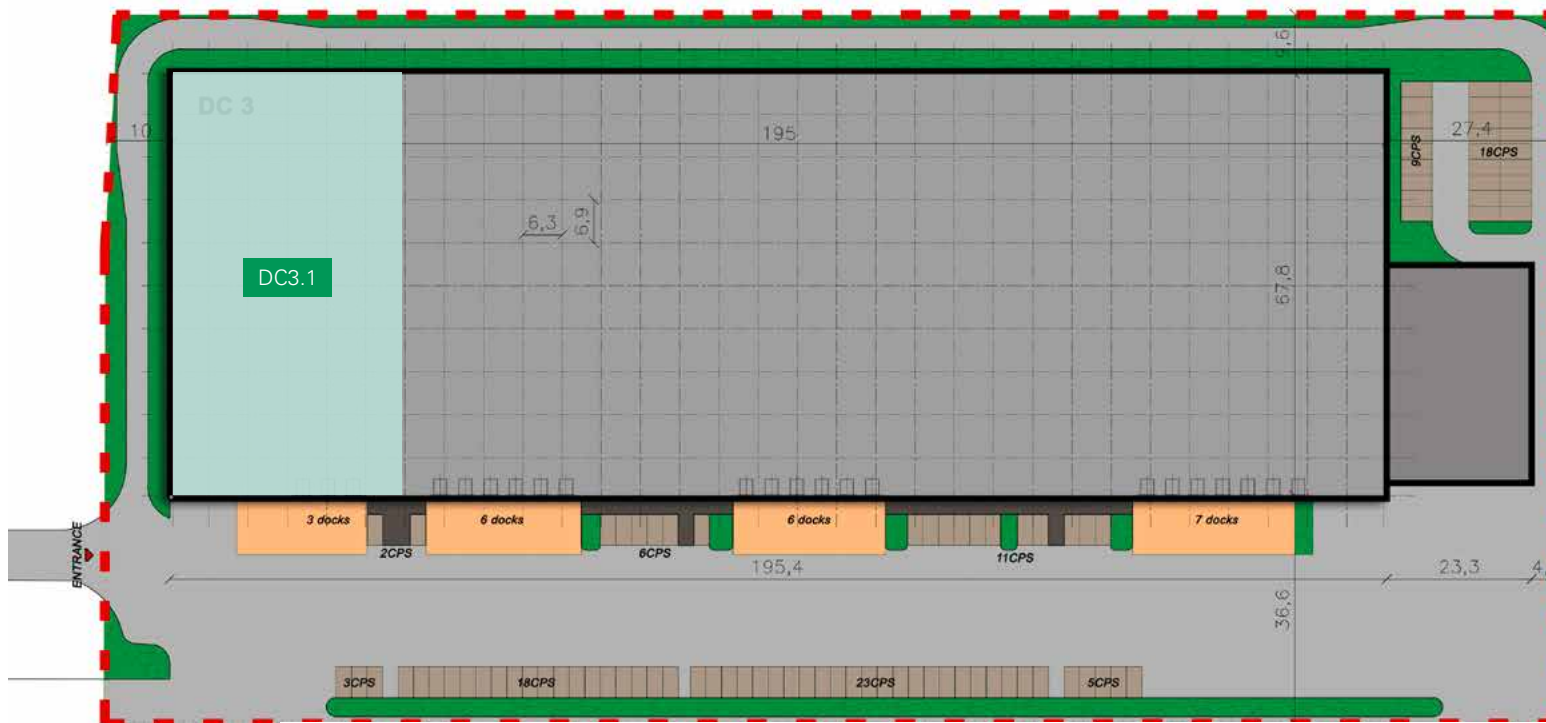 9,6
DC 3
10
195
27,4
9CPS
18CPS
6,3
6,9
DC3.1
67,8
3 docks
6 docks
6 docks
7 docks
ENTRANCE
2CPS
6CPS
11CPS
195,4
23,3
36,6
3CPS
18CPS
23CPS
5CPS